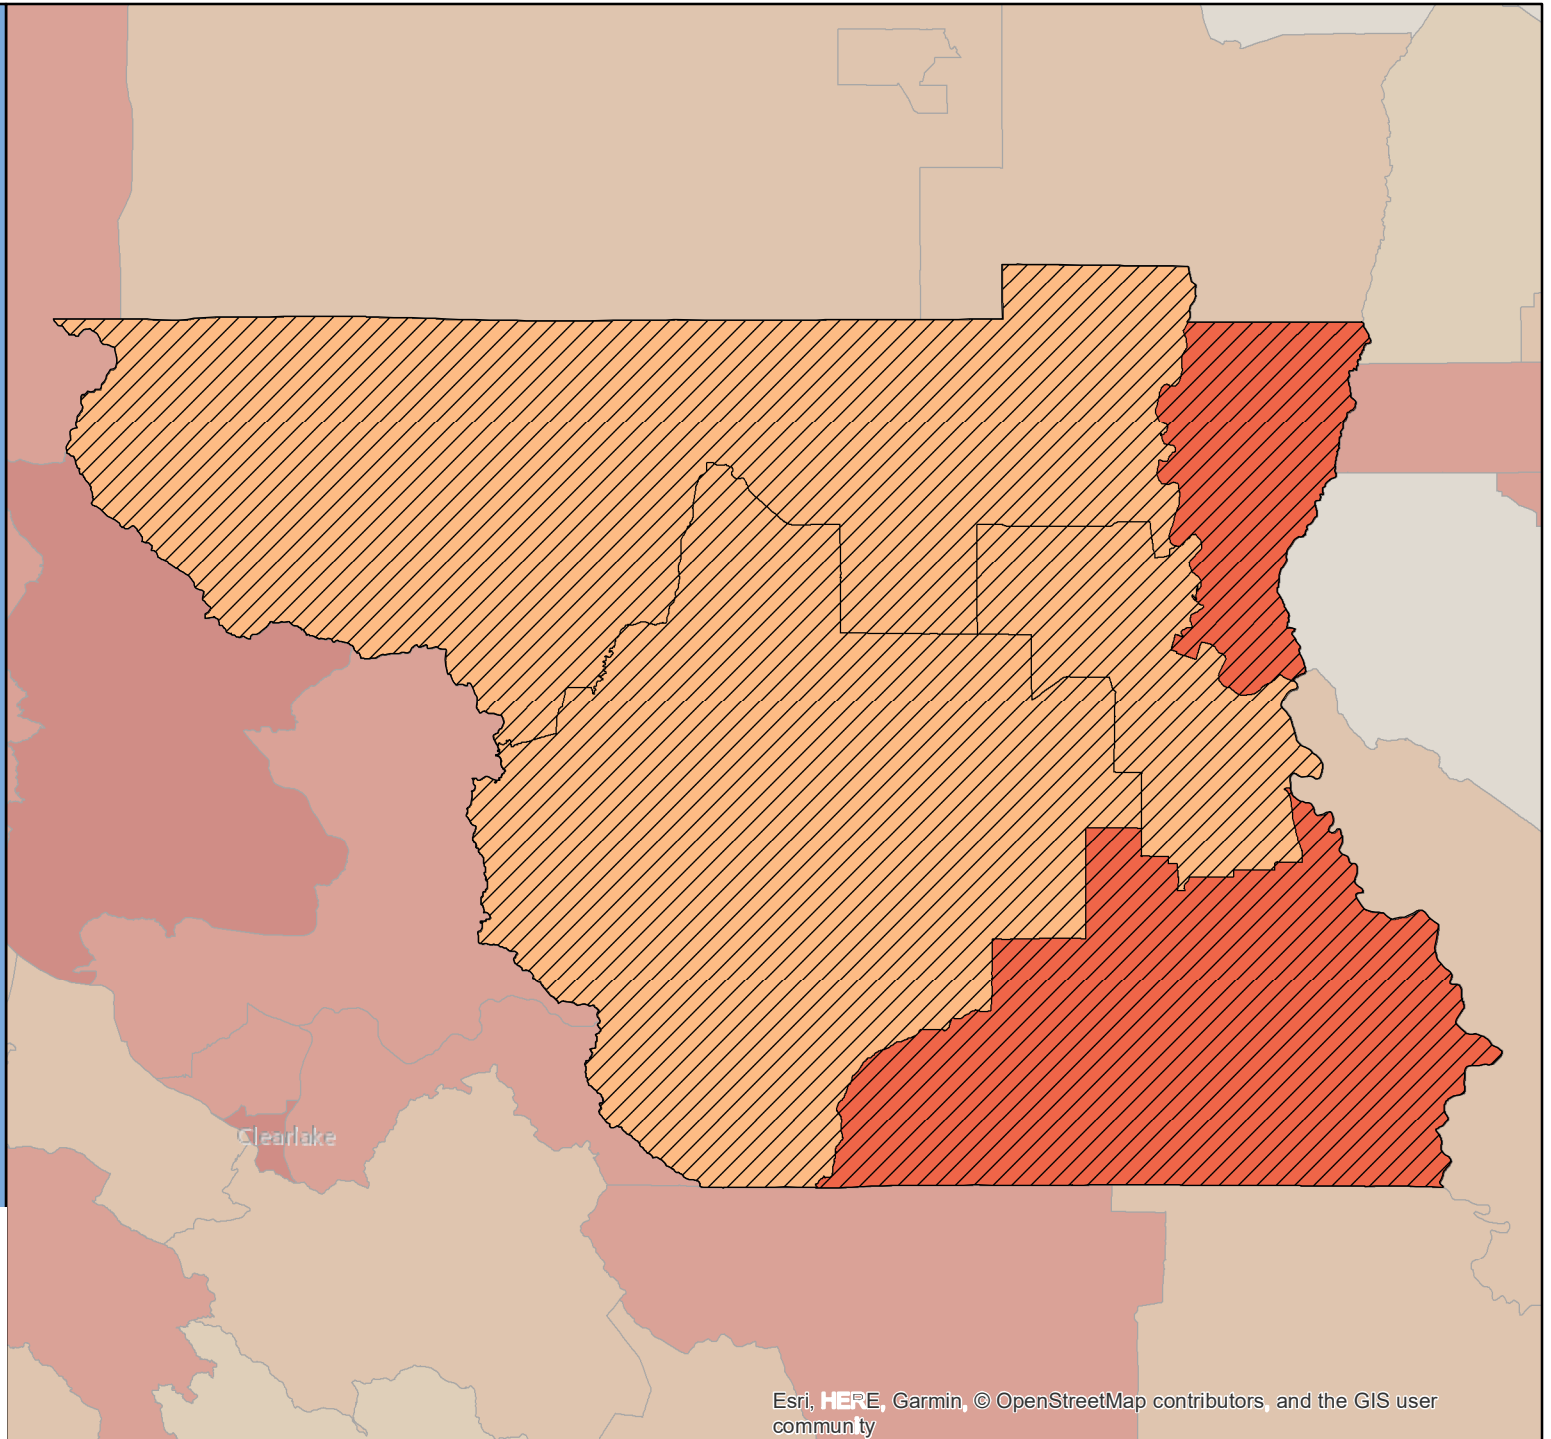 Clearlake
Esri, HERE, Garmin, © OpenStreetMap contributors, and the GIS user
community